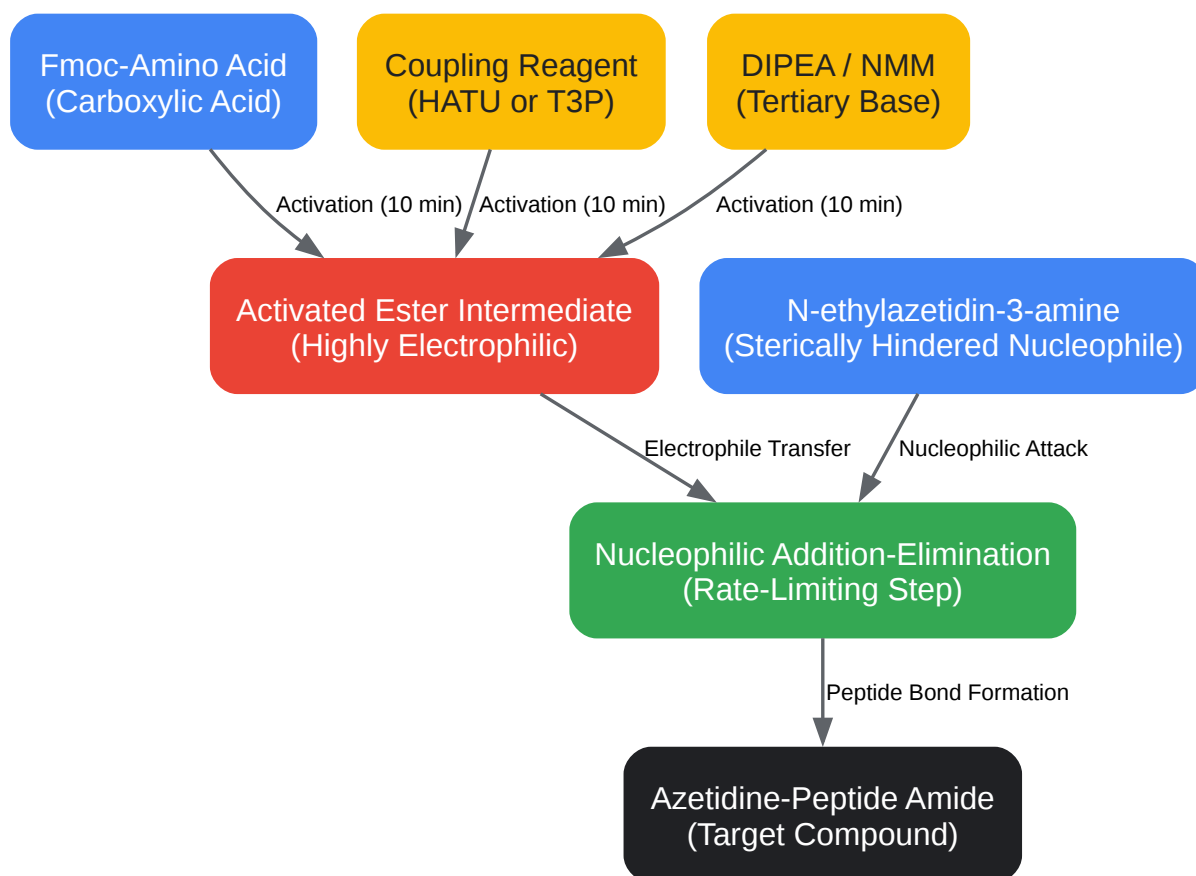 Fmoc-Amino Acid
(Carboxylic Acid)
Coupling Reagent
(HATU or T3P)
DIPEA / NMM
(Tertiary Base)
Activation (10 min)
Activation (10 min)
Activation (10 min)
Activated Ester Intermediate
(Highly Electrophilic)
N-ethylazetidin-3-amine
(Sterically Hindered Nucleophile)
Electrophile Transfer
Nucleophilic Attack
Nucleophilic Addition-Elimination
(Rate-Limiting Step)
Peptide Bond Formation
Azetidine-Peptide Amide
(Target Compound)